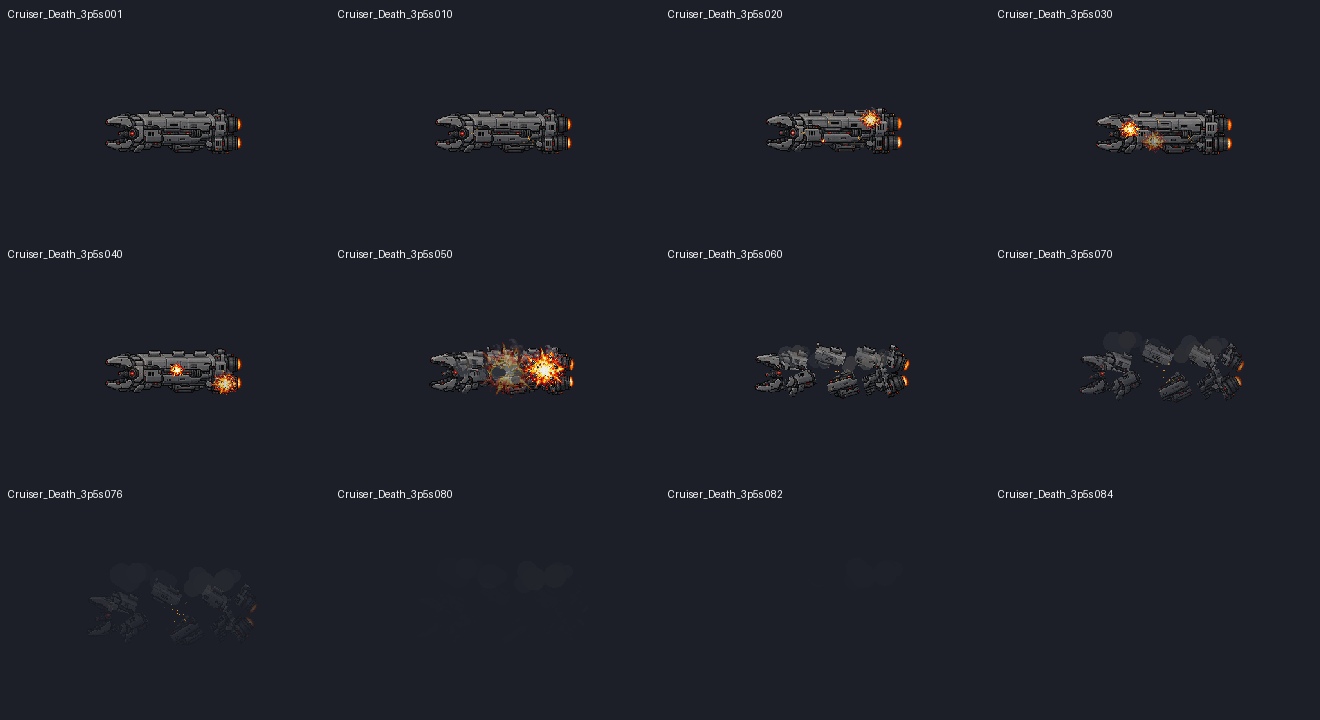 Cruiser_Death_3p5s001
Cruiser_Death_3p5s010
Cruiser_Death_3p5s020
Cruiser_Death_3p5s030
Cruiser_Death_3p5s040
Cruiser_Death_3p5s050
Cruiser_Death_3p5s060
Cruiser_Death_3p5s070
Cruiser_Death_3p5s076
Cruiser_Death_3p5s080
Cruiser_Death_3p5s082
Cruiser_Death_3p5s084